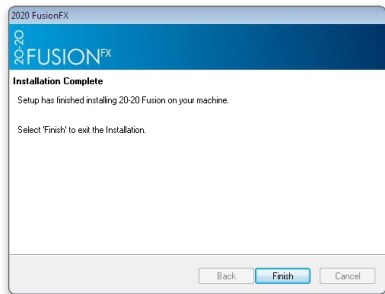 2020 FusionFX
20-20
FUSIONFX
Installation Complete
Setup has finished installing 20-20 Fusion on your machine.
Select 'Finish' to exit the Installation.
Back
Finish
Cancel